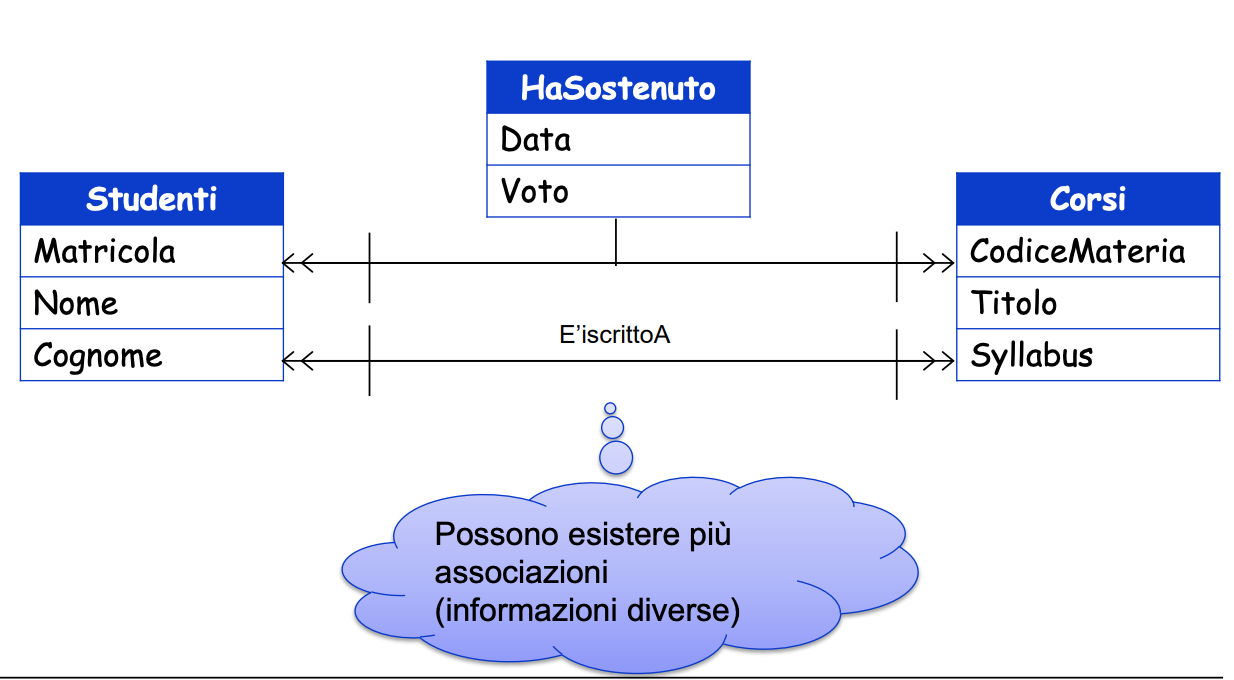 HaSostenuto
Data
Voto
Studenti
Matricola
Nome
Cognome
Corsi
CodiceMateria
Titolo
Syllabus
E'iscrittoA
Possono esistere più
associazioni
(informazioni diverse)